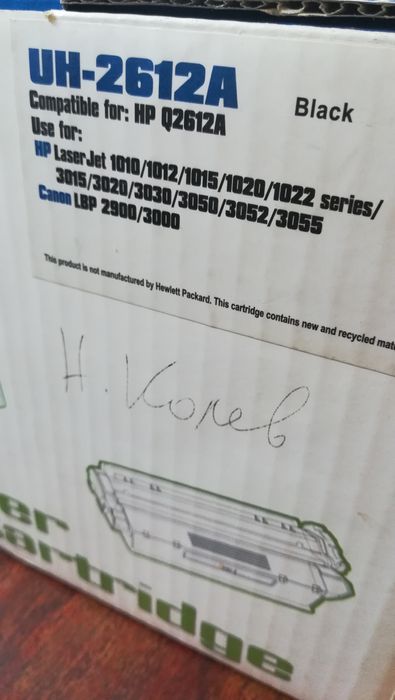 UH-2612A
Black
Compatible for: HP Q2612A
Use for:
HP LaserJet 1010/1012/1015/1020/1022 series/
3015/3020/3030/3050/3052/3055
Canon LBP 2900/3000
This product is not manufactured by Hewlett Packard. This cartridge contains new and recycled mat
Н. Колев
er
artridge